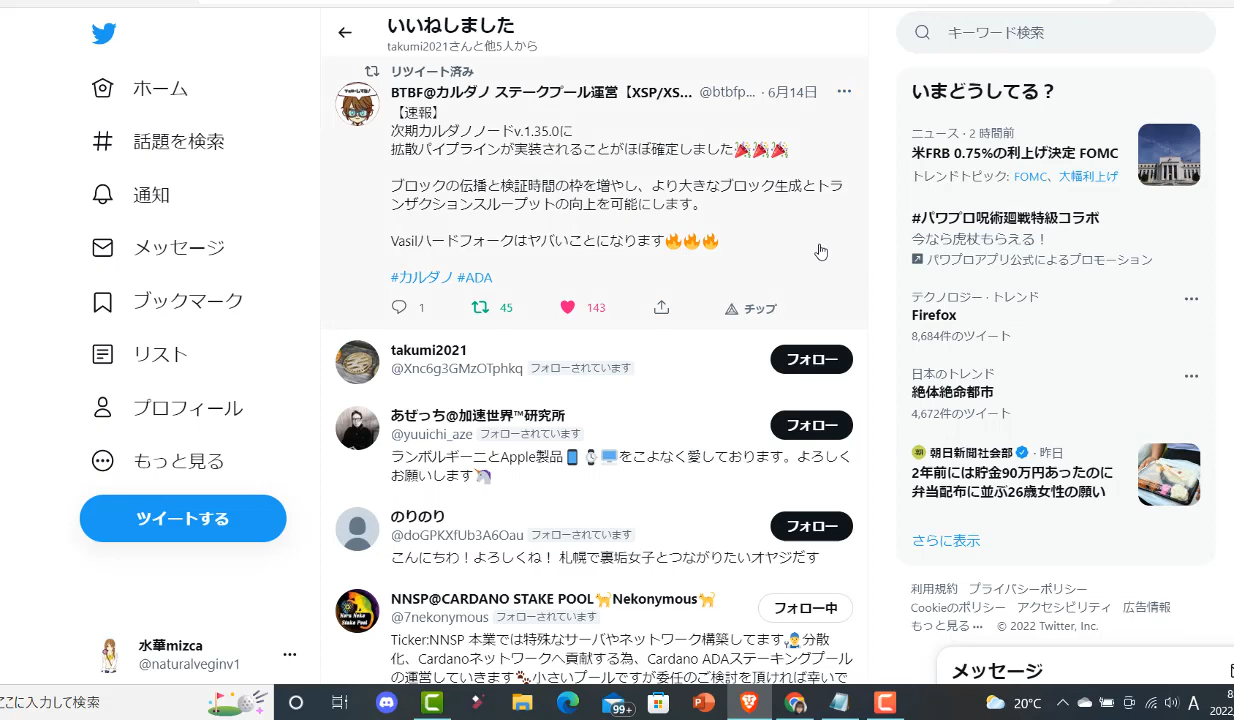 ホーム
話題を検索
通知
メッセージ
ブックマーク
リスト
プロフィール
もっと見る
ツイートする
水華mizca
@naturalveginv1
いいねしました
takumi2021さんと他5人から
リツイート済み
BTBF@カルダノ ステークプール運営【XSP/XS... @btbfp... · 6月14日
【速報】
次期カルダノノードv.1.35.0に
拡散パイプラインが実装されることがほぼ確定しました🎉🎉🎉
ブロックの伝播と検証時間の枠を増やし、より大きなブロック生成とトラ
ンザクションスループットの向上を可能にします。
Vasilハードフォークはヤバいことになります🔥🔥🔥
#カルダノ #ADA
1 45 143 チップ
takumi2021
@Xnc6g3GMzOTphkq フォローされています
フォロー
あぜっち@加速世界™研究所
@yuuichi_aze フォローされています
フォロー
ランボルギーニとApple製品📱⌚🖥をこよなく愛しております。よろしく
お願いします🦄
のりのり
@doGPKXfUb3A6Oau フォローされています
フォロー
こんにちわ！よろしくね！ 札幌で裏垢女子とつながりたいオヤジだす
NNSP@CARDANO STAKE POOL🐈Nekonymous🐈
@7nekonymous フォローされています
フォロー中
Ticker:NNSP 本業では特殊なサーバやネットワーク構築してます👨‍🔧分散
化、Cardanoネットワークへ貢献する為、Cardano ADAステーキングプール
の運営していきます🐾小さいプールですが委任のご検討を頂ければ幸いで
キーワード検索
いまどうしてる？
ニュース · 2 時間前
米FRB 0.75%の利上げ決定 FOMC
トレンドトピック: FOMC、大幅利上げ
#パワプロ呪術廻戦特級コラボ
今なら虎杖もらえる！
パワプロアプリ公式によるプロモーション
テクノロジー · トレンド
Firefox
8,684件のツイート
日本のトレンド
絶体絶命都市
4,672件のツイート
朝日新聞社会部 · 昨日
2年前には貯金90万円あったのに
弁当配布に並ぶ26歳女性の願い
さらに表示
利用規約 プライバシーポリシー
Cookieのポリシー アクセシビリティ 広告情報
もっと見る ··· © 2022 Twitter, Inc.
メッセージ
ここに入力して検索
99+
20°C
A
2022